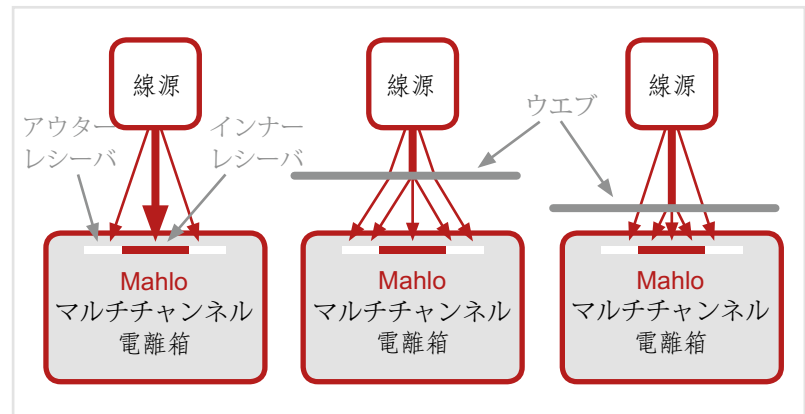 線源
線源
線源
アウター
レシーバ
インナー
レシーバ
ウエブ
Mahlo
マルチチャンネル
電離箱
Mahlo
マルチチャンネル
電離箱
Mahlo
マルチチャンネル
電離箱